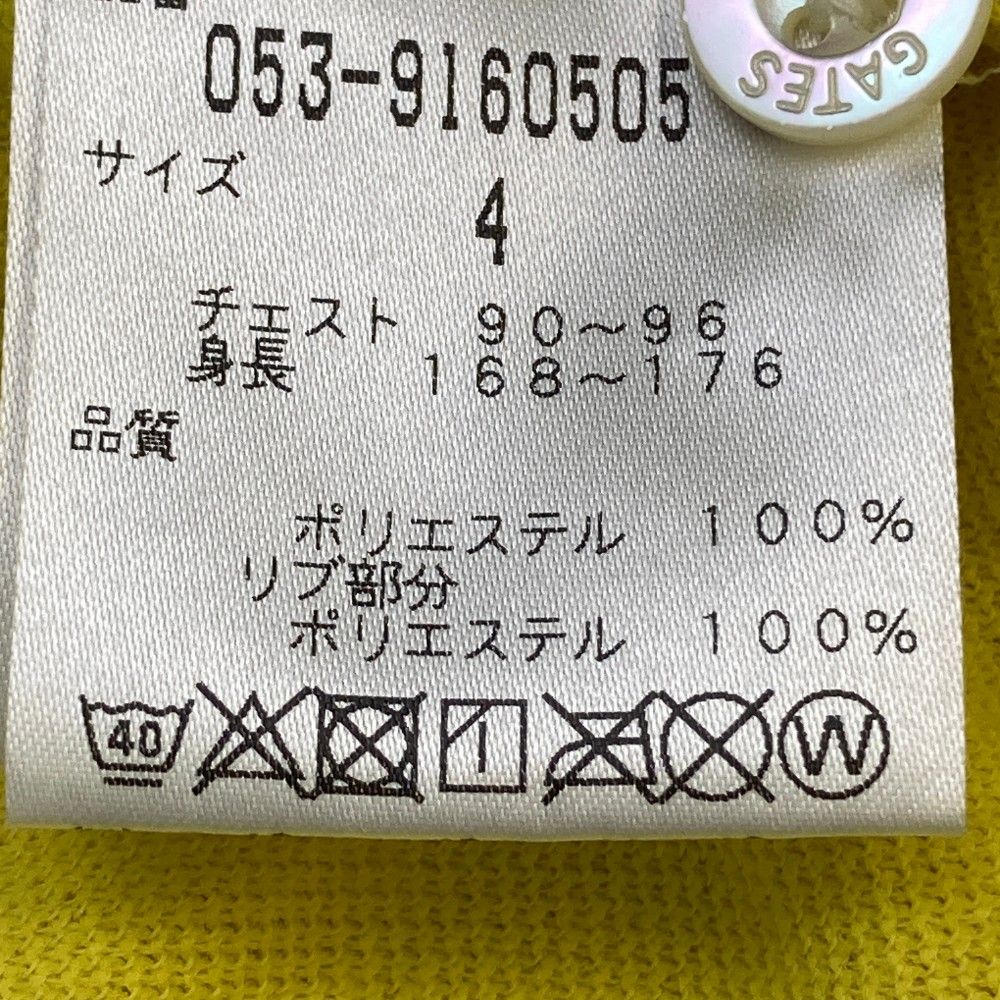 053-9160505
GATES
サイズ
4
チェスト 90～96
身長 168～176
品質
ポリエステル 100%
リブ部分
ポリエステル 100%
40 W